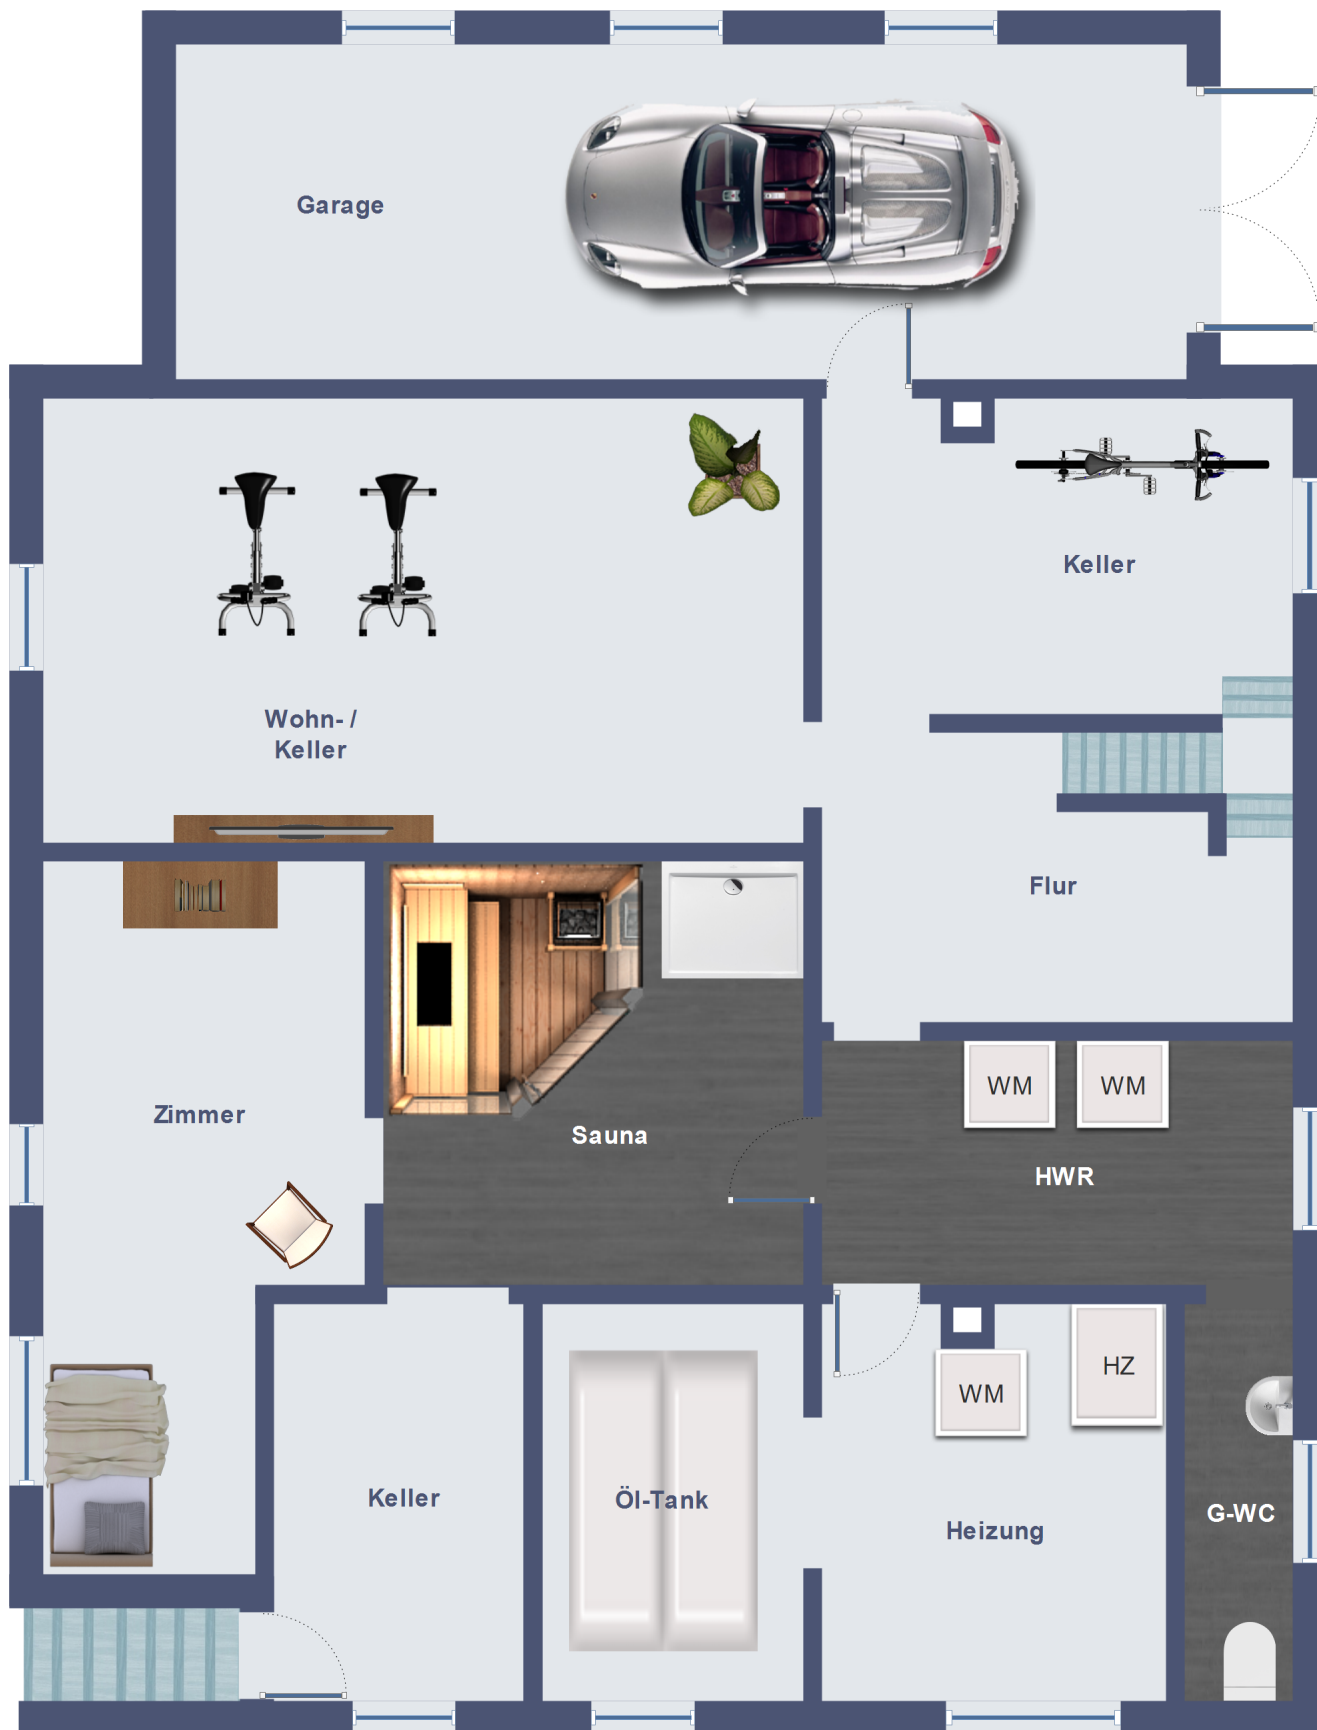 Garage
Keller
Wohn- /
Keller
Flur
WM
WM
Zimmer
Sauna
HWR
HZ
WM
Keller
Öl-Tank
G-WC
Heizung